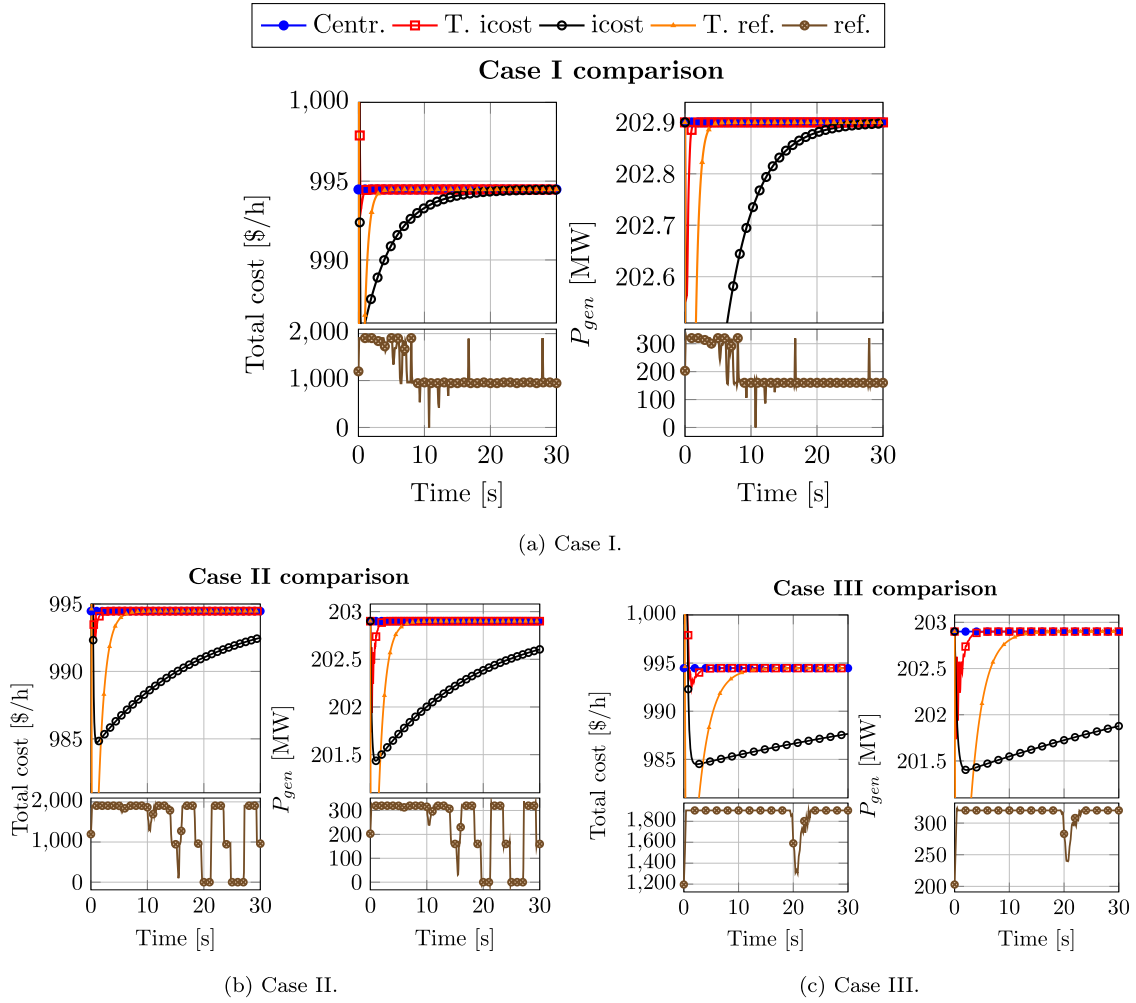 Centr. T. icost icost T. ref. ref.
Case I comparison
Total cost [$/h]
1,000
995
990
2,000
1,000
0
0 10 20 30
Time [s]
P_gen [MW]
202.9
202.8
202.7
202.6
300
200
100
0
0 10 20 30
Time [s]
(a) Case I.
Case II comparison
Total cost [$/h]
995
990
985
2,000
1,000
0
0 10 20 30
Time [s]
P_gen [MW]
203
202.5
202
201.5
300
200
100
0
0 10 20 30
Time [s]
(b) Case II.
Case III comparison
Total cost [$/h]
1,000
995
990
985
1,800
1,600
1,400
1,200
0 10 20 30
Time [s]
P_gen [MW]
203
202.5
202
201.5
300
250
200
0 10 20 30
Time [s]
(c) Case III.